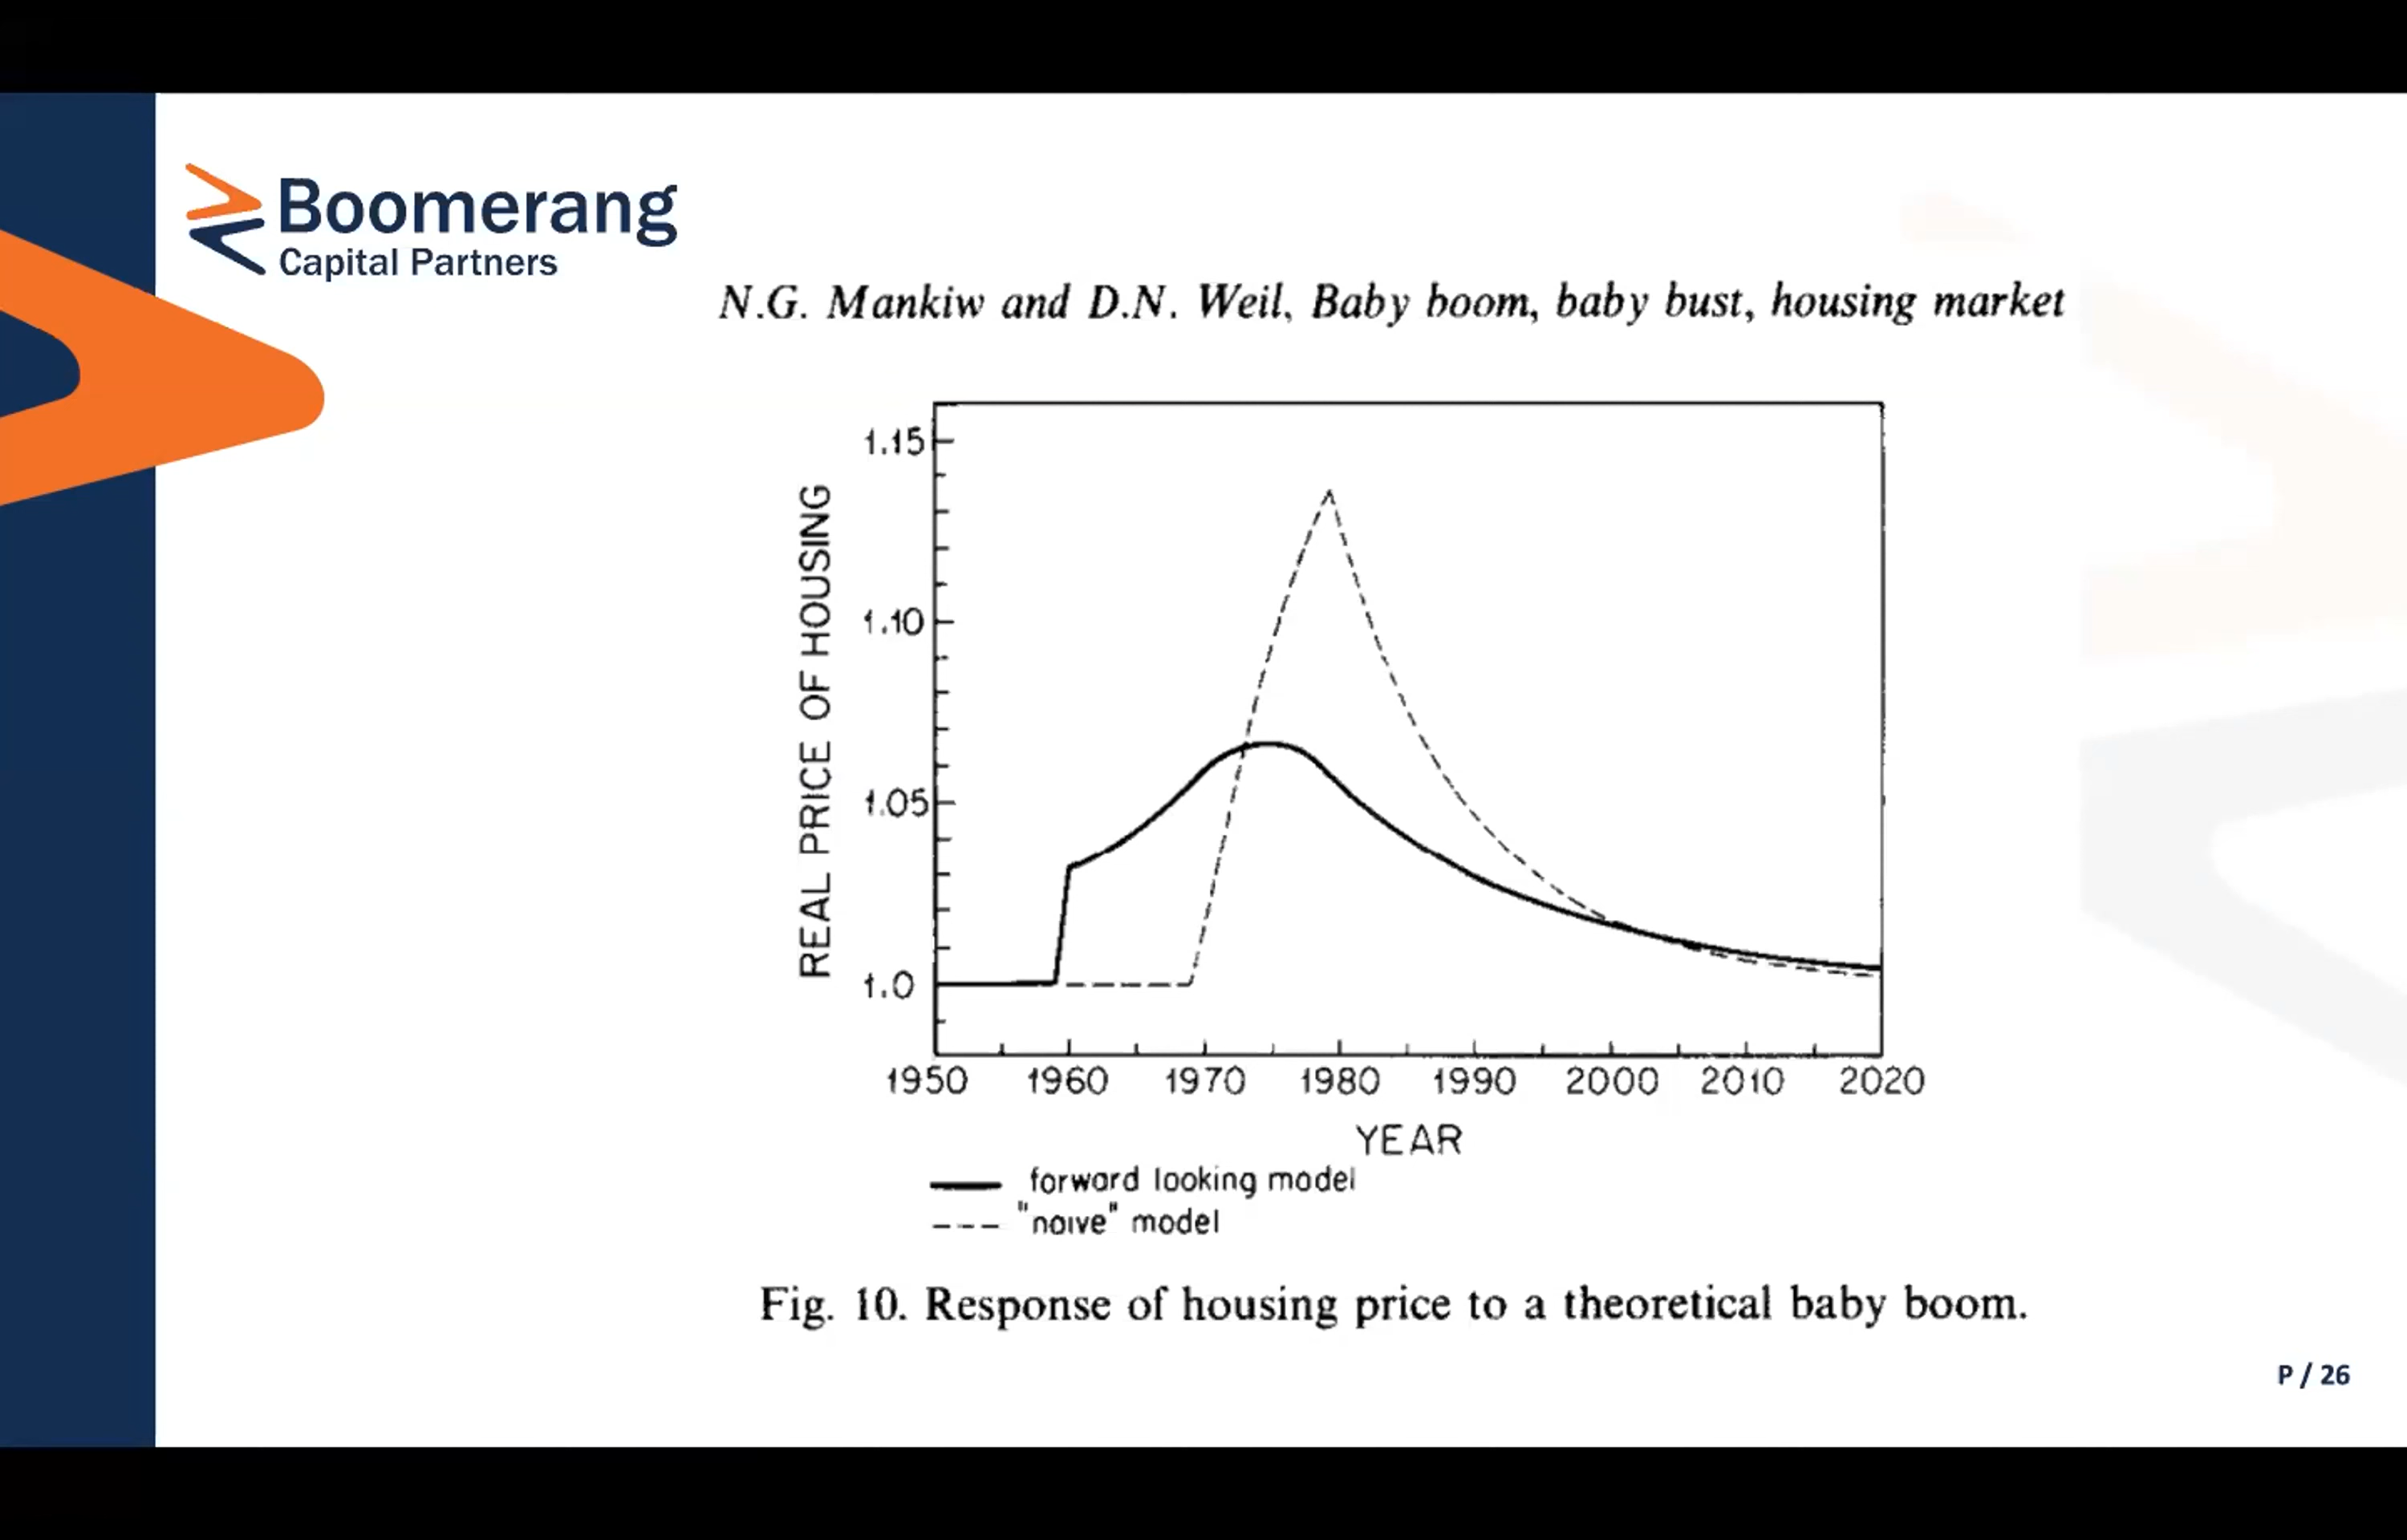 Boomerang
Capital Partners
N.G. Mankiw and D.N. Weil, Baby boom, baby bust, housing market
REAL PRICE OF HOUSING
1.15
1.10
1.05
1.0
1950 1960 1970 1980 1990 2000 2010 2020
YEAR
forward looking model
"naive" model
Fig. 10. Response of housing price to a theoretical baby boom.
P / 26